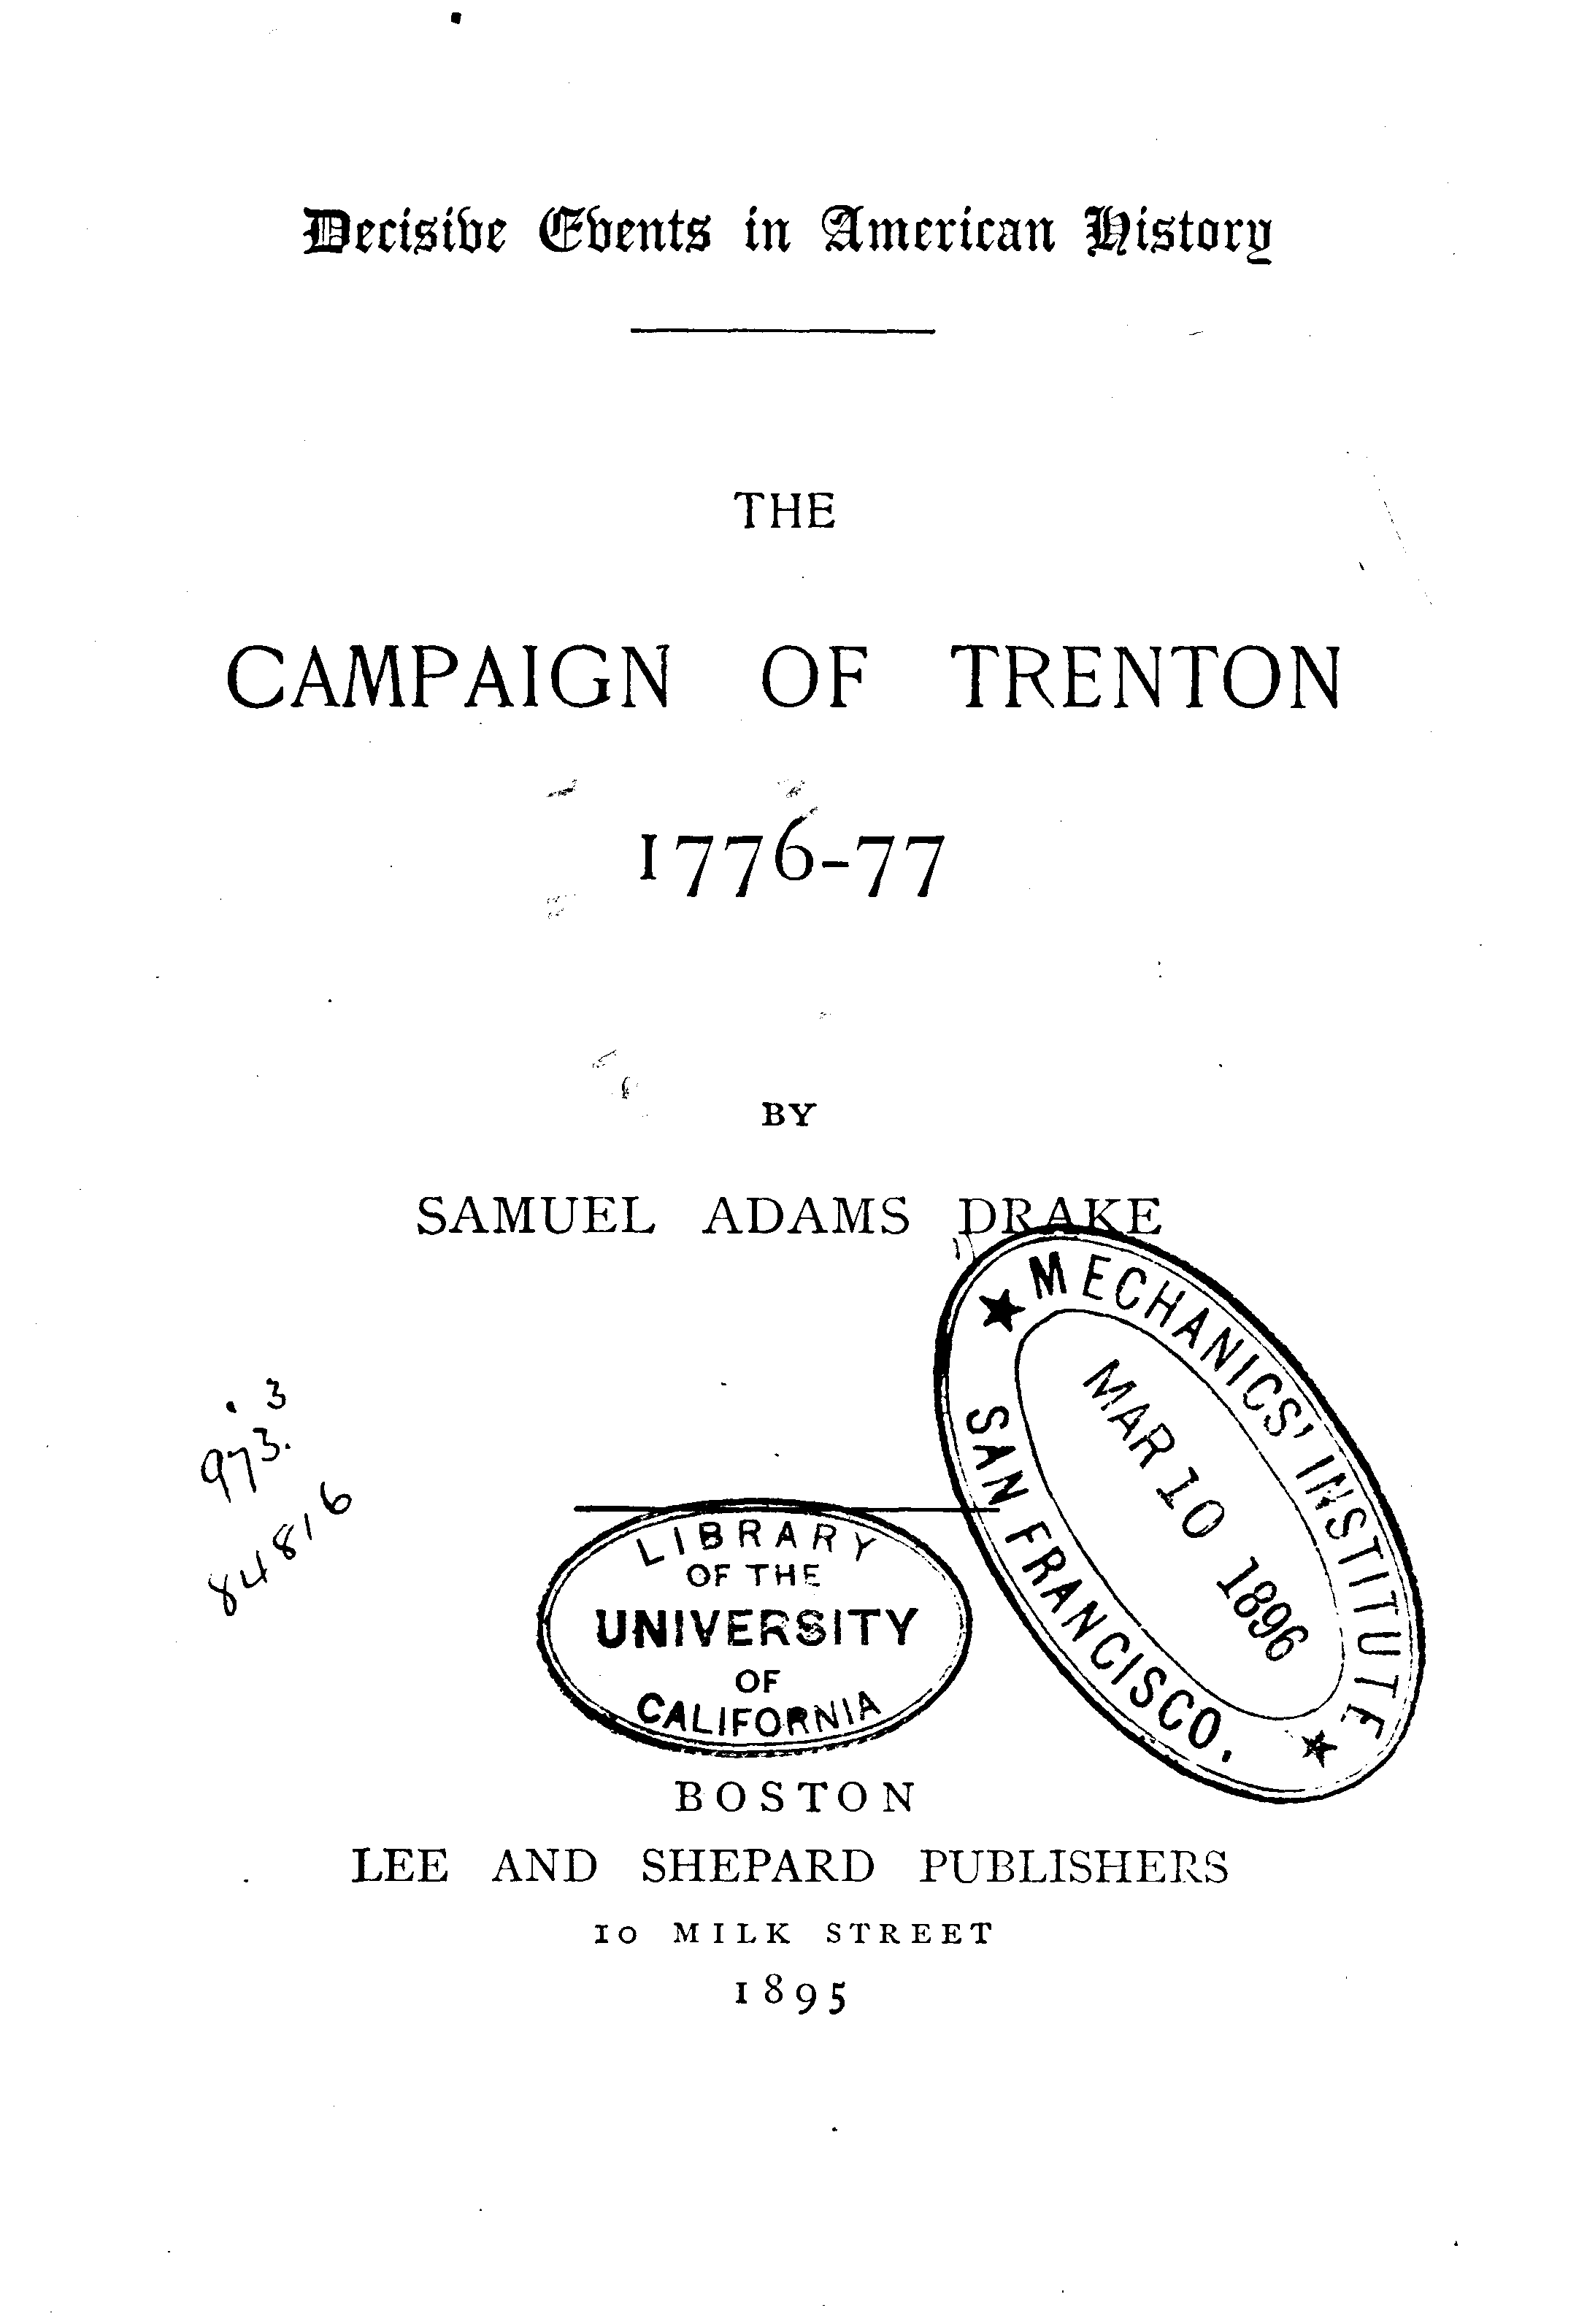 Decisive Events in American History
THE
CAMPAIGN OF TRENTON
1776-77
BY
SAMUEL ADAMS DRAKE
MECHANICS' INSTITUTE
MAR 10 1896
SAN FRANCISCO.
. 3
973.
84816
LIBRARY
OF THE
UNIVERSITY
OF
CALIFORNIA
BOSTON
LEE AND SHEPARD PUBLISHERS
10 MILK STREET
1895